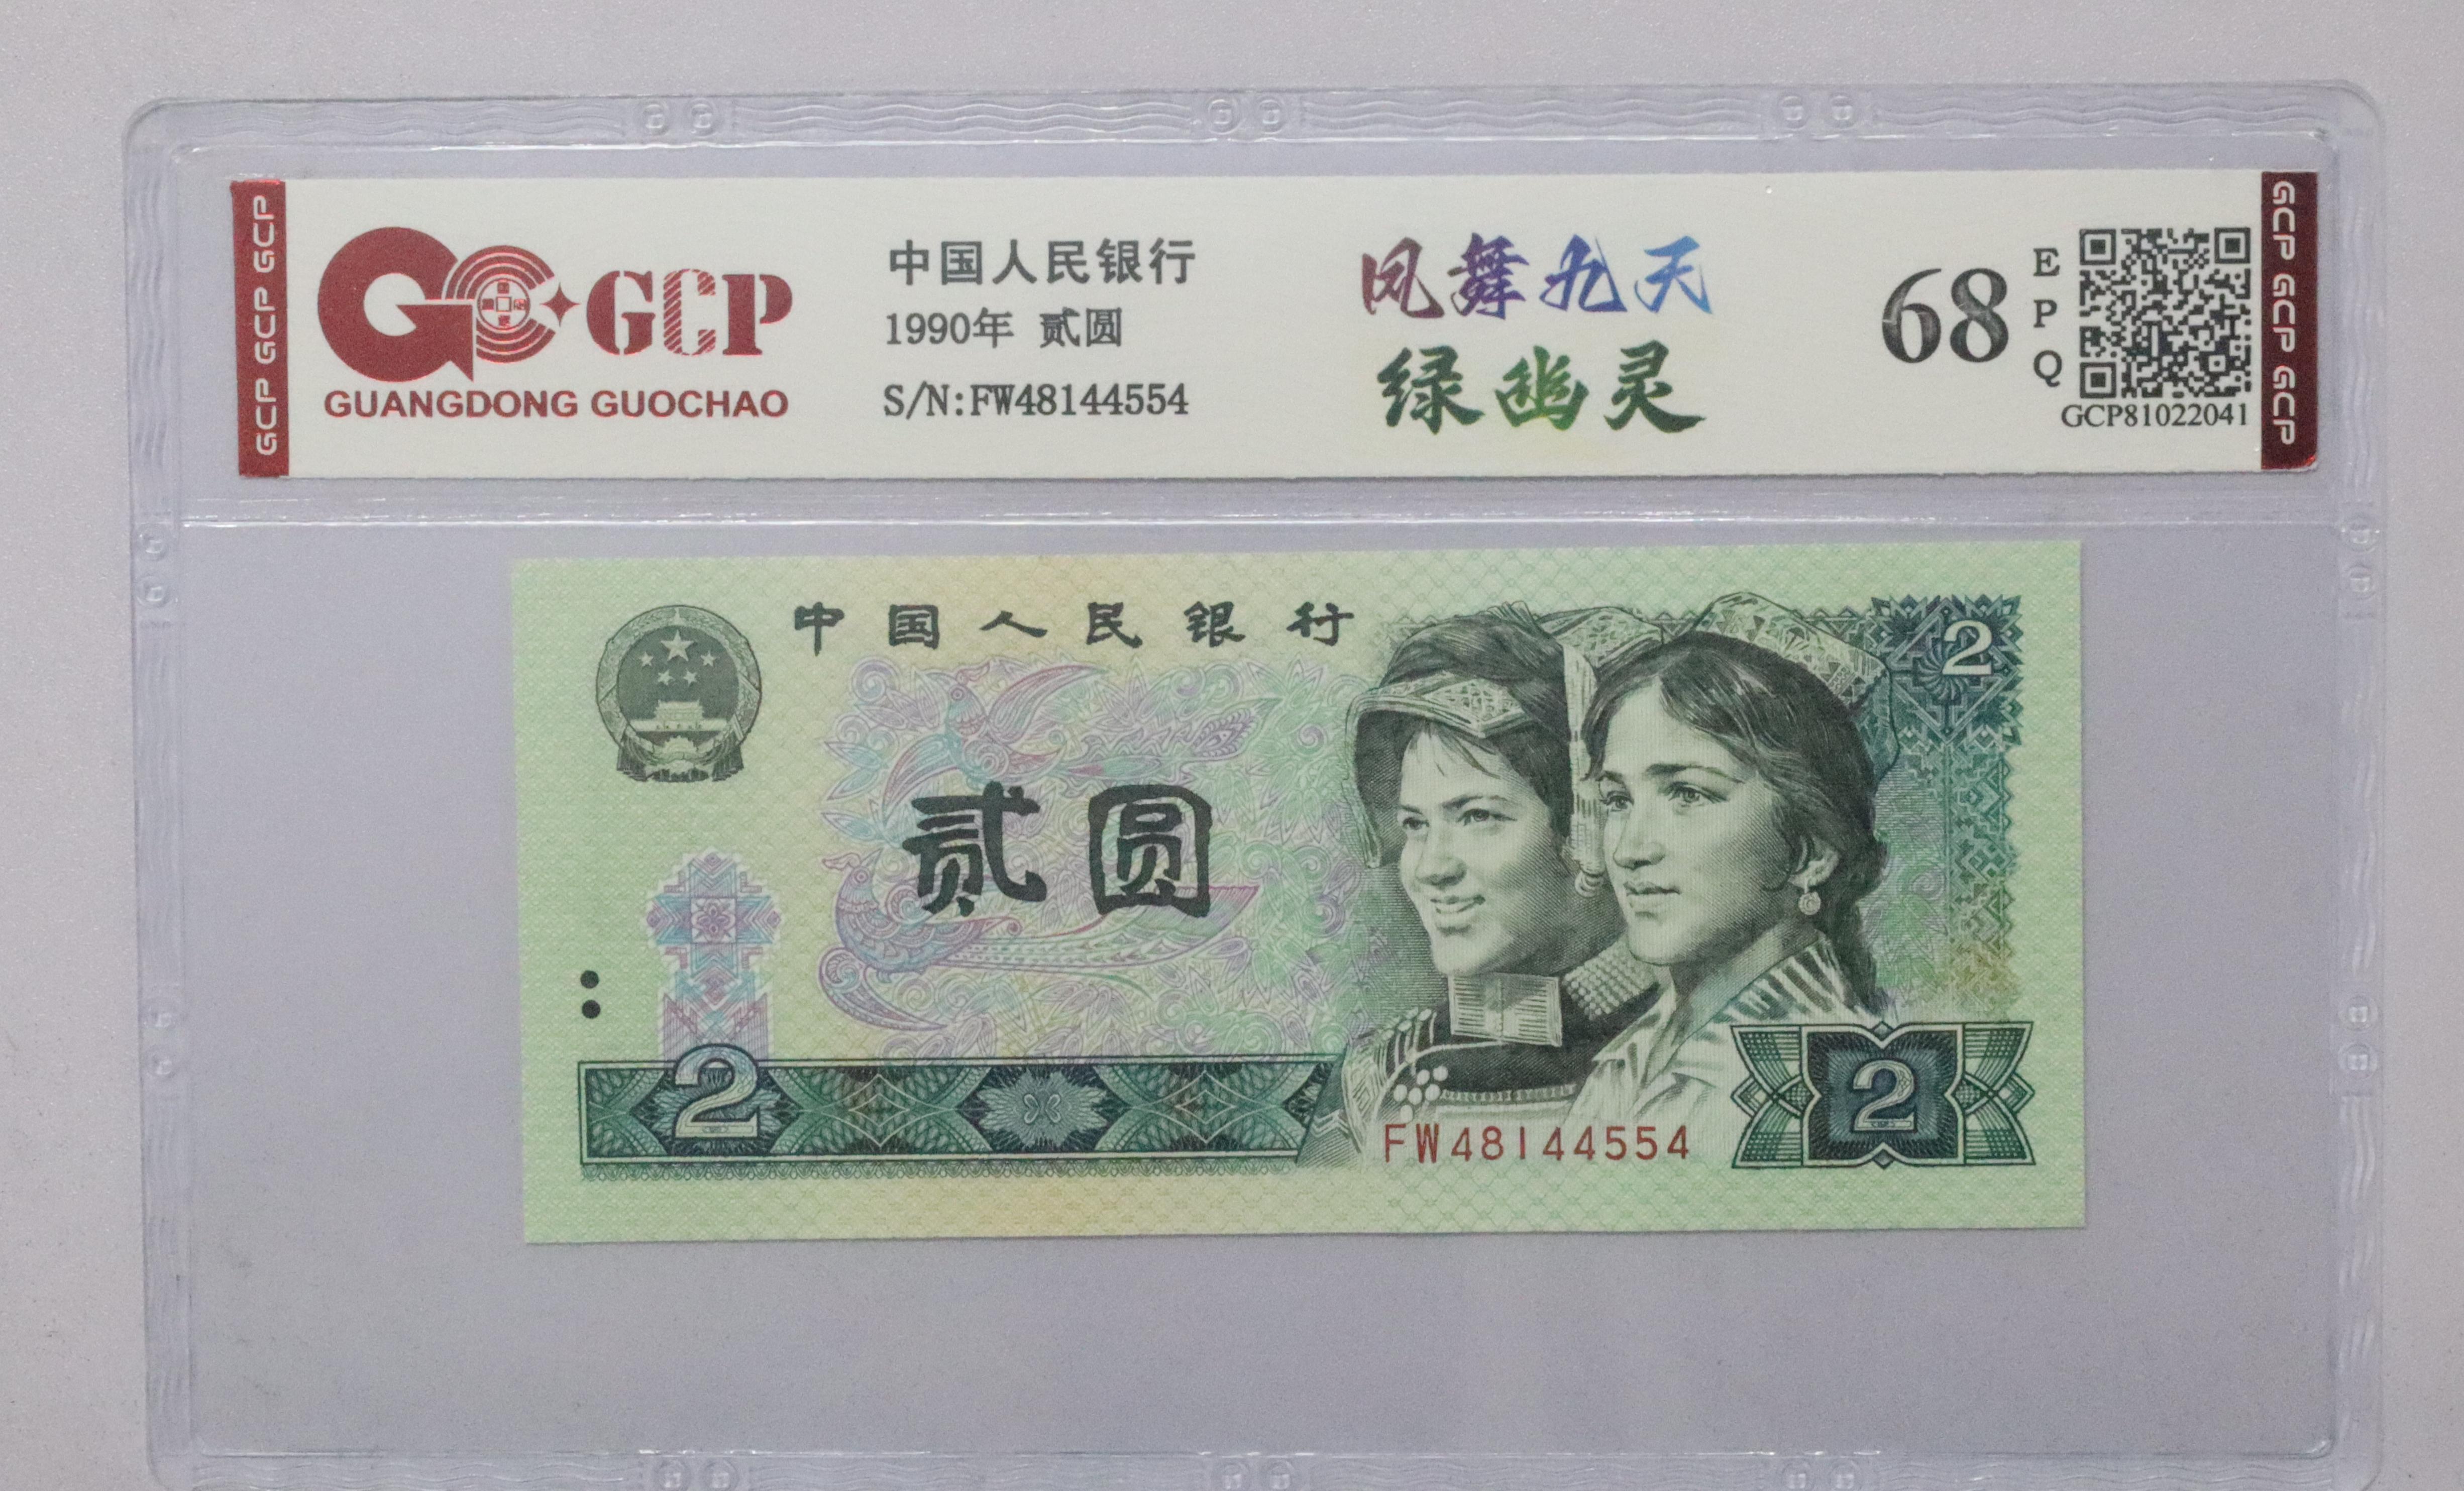 GCP GCP GCP
GCP
GUANGDONG GUOCHAO
中国人民银行
1990年 贰圆
S/N:FW48144554
凤舞九天
绿幽灵
68
E
P
Q
GCP81022041
GCP GCP GCP
中国人民银行
2
贰圆
2
FW48144554
2